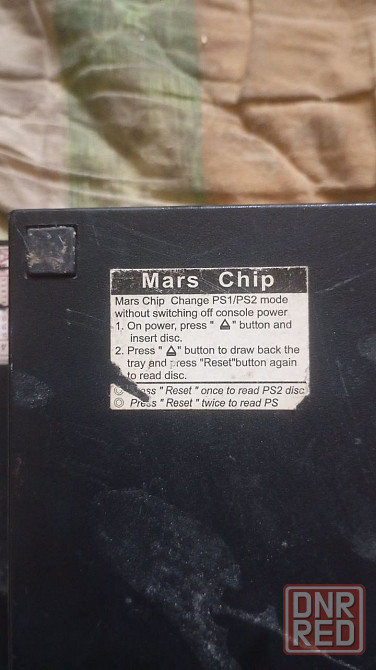 Mars Chip
Mars Chip Change PS1/PS2 mode
without switching off console power
1. On power, press " ⏏ " button and
insert disc.
2. Press " ⏏ " button to draw back the
tray and press "Reset"button again
to read disc.
◎ Press " Reset " once to read PS2 disc
◎ Press " Reset " twice to read PS
DNR
RED